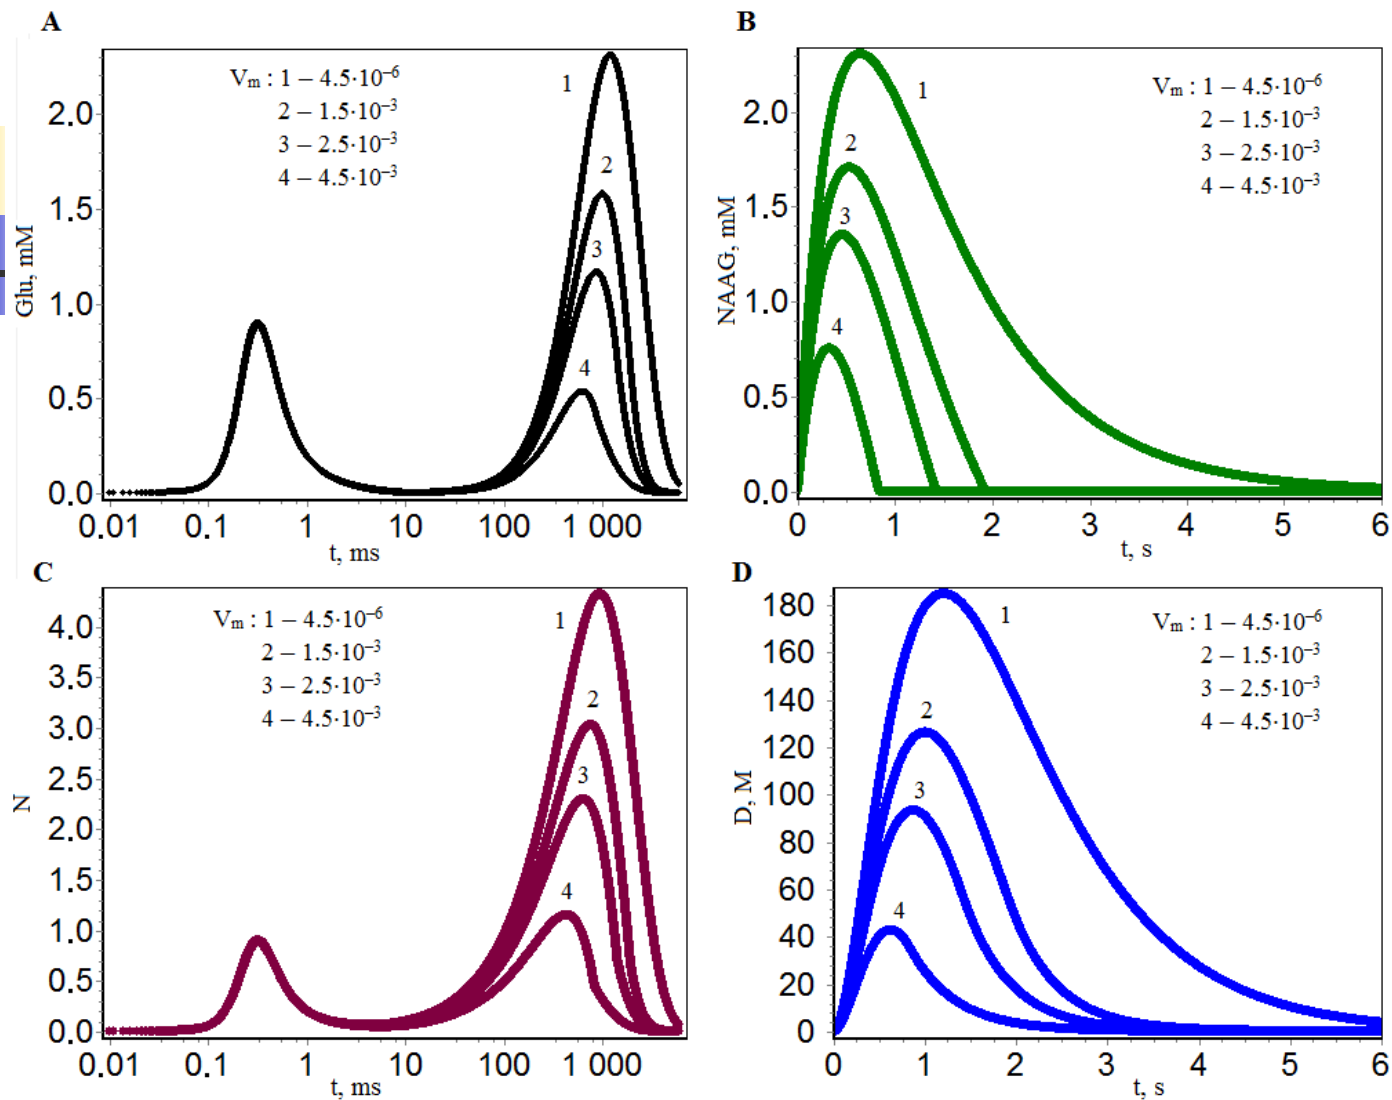 A
Vₘ : 1 – 4.5·10⁻⁶
2 – 1.5·10⁻³
3 – 2.5·10⁻³
4 – 4.5·10⁻³
1
2
3
4
2.0
1.5
1.0
0.5
0.0
Glu, mM
0.01 0.1 1 10 100 1 000
t, ms
B
Vₘ : 1 – 4.5·10⁻⁶
2 – 1.5·10⁻³
3 – 2.5·10⁻³
4 – 4.5·10⁻³
1
2
3
4
2.0
1.5
1.0
0.5
0.0
NAAG, mM
0 1 2 3 4 5 6
t, s
C
Vₘ : 1 – 4.5·10⁻⁶
2 – 1.5·10⁻³
3 – 2.5·10⁻³
4 – 4.5·10⁻³
1
2
3
4
4.0
3.5
3.0
2.5
2.0
1.5
1.0
0.5
0.0
N
0.01 0.1 1 10 100 1 000
t, ms
D
Vₘ : 1 – 4.5·10⁻⁶
2 – 1.5·10⁻³
3 – 2.5·10⁻³
4 – 4.5·10⁻³
1
2
3
4
180
160
140
120
100
80
60
40
20
0
D, M
0 1 2 3 4 5 6
t, s